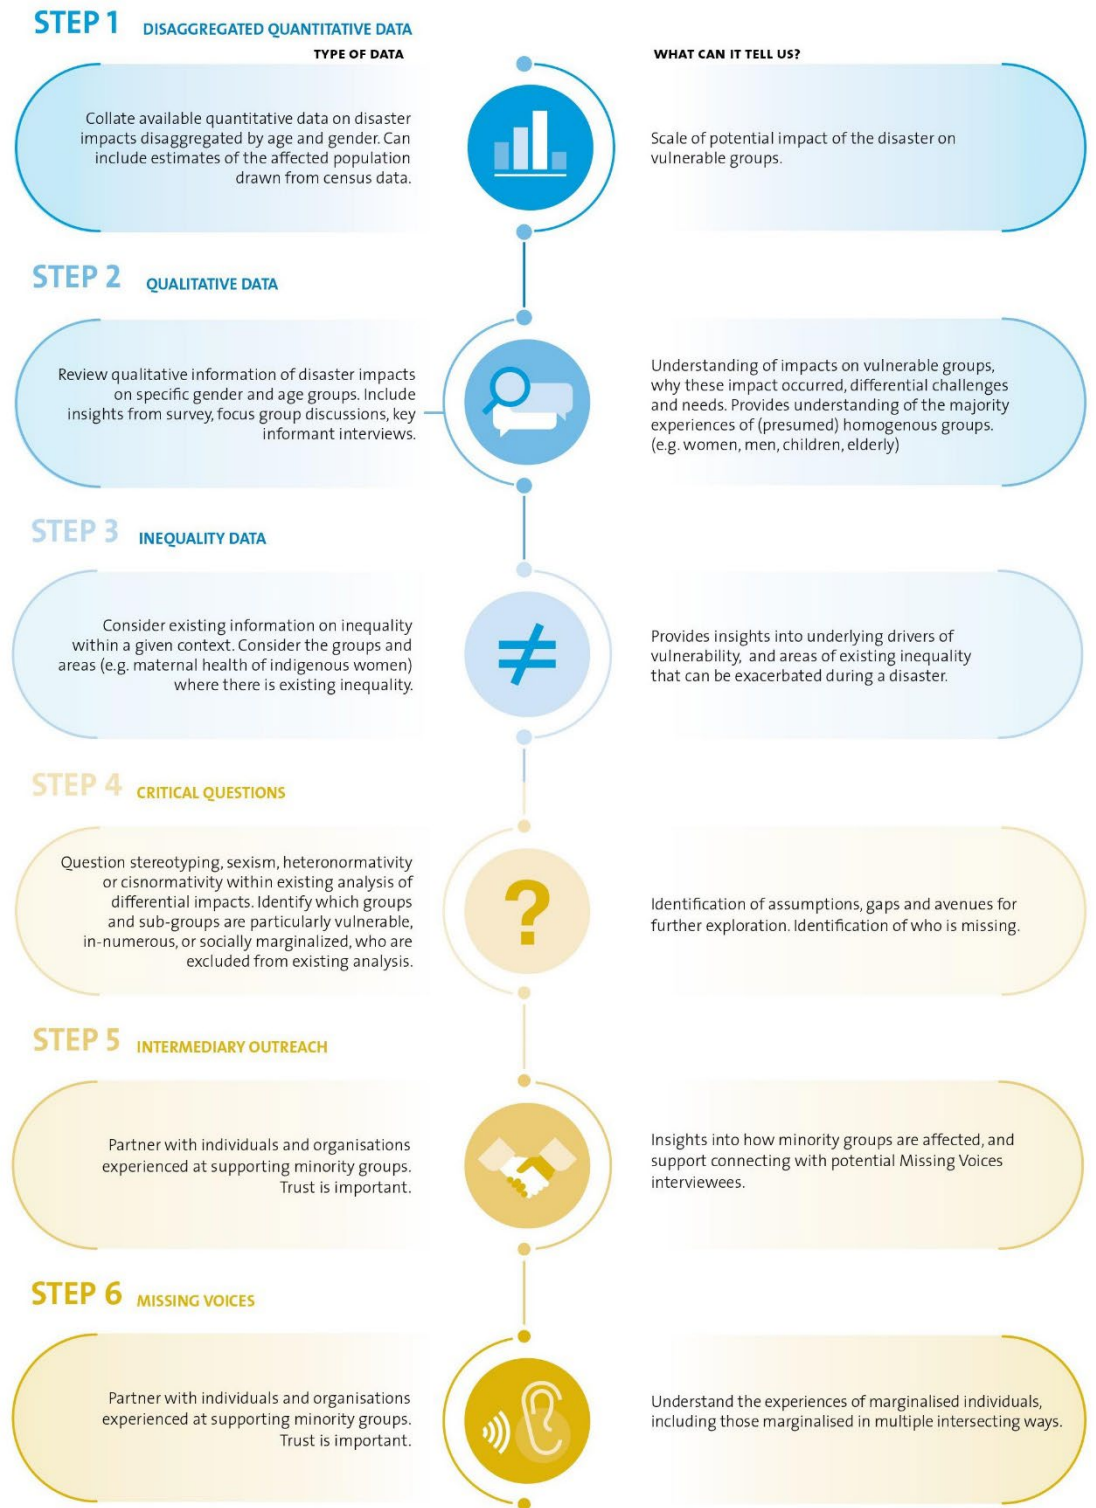 STEP 1 DISAGGREGATED QUANTITATIVE DATA
TYPE OF DATA
WHAT CAN IT TELL US?
Collate available quantitative data on disaster
impacts disaggregated by age and gender. Can
include estimates of the affected population
drawn from census data.
Scale of potential impact of the disaster on
vulnerable groups.
STEP 2 QUALITATIVE DATA
Review qualitative information of disaster impacts
on specific gender and age groups. Include
insights from survey, focus group discussions, key
informant interviews.
Understanding of impacts on vulnerable groups,
why these impact occurred, differential challenges
and needs. Provides understanding of the majority
experiences of (presumed) homogenous groups.
(e.g. women, men, children, elderly)
STEP 3 INEQUALITY DATA
Consider existing information on inequality
within a given context. Consider the groups and
areas (e.g. maternal health of indigenous women)
where there is existing inequality.
≠
Provides insights into underlying drivers of
vulnerability, and areas of existing inequality
that can be exacerbated during a disaster.
STEP 4 CRITICAL QUESTIONS
Question stereotyping, sexism, heteronormativity
or cisnormativity within existing analysis of
differential impacts. Identify which groups
and sub-groups are particularly vulnerable,
in-numerous, or socially marginalized, who are
excluded from existing analysis.
?
Identification of assumptions, gaps and avenues for
further exploration. Identification of who is missing.
STEP 5 INTERMEDIARY OUTREACH
Partner with individuals and organisations
experienced at supporting minority groups.
Trust is important.
Insights into how minority groups are affected, and
support connecting with potential Missing Voices
interviewees.
STEP 6 MISSING VOICES
Partner with individuals and organisations
experienced at supporting minority groups.
Trust is important.
Understand the experiences of marginalised individuals,
including those marginalised in multiple intersecting ways.